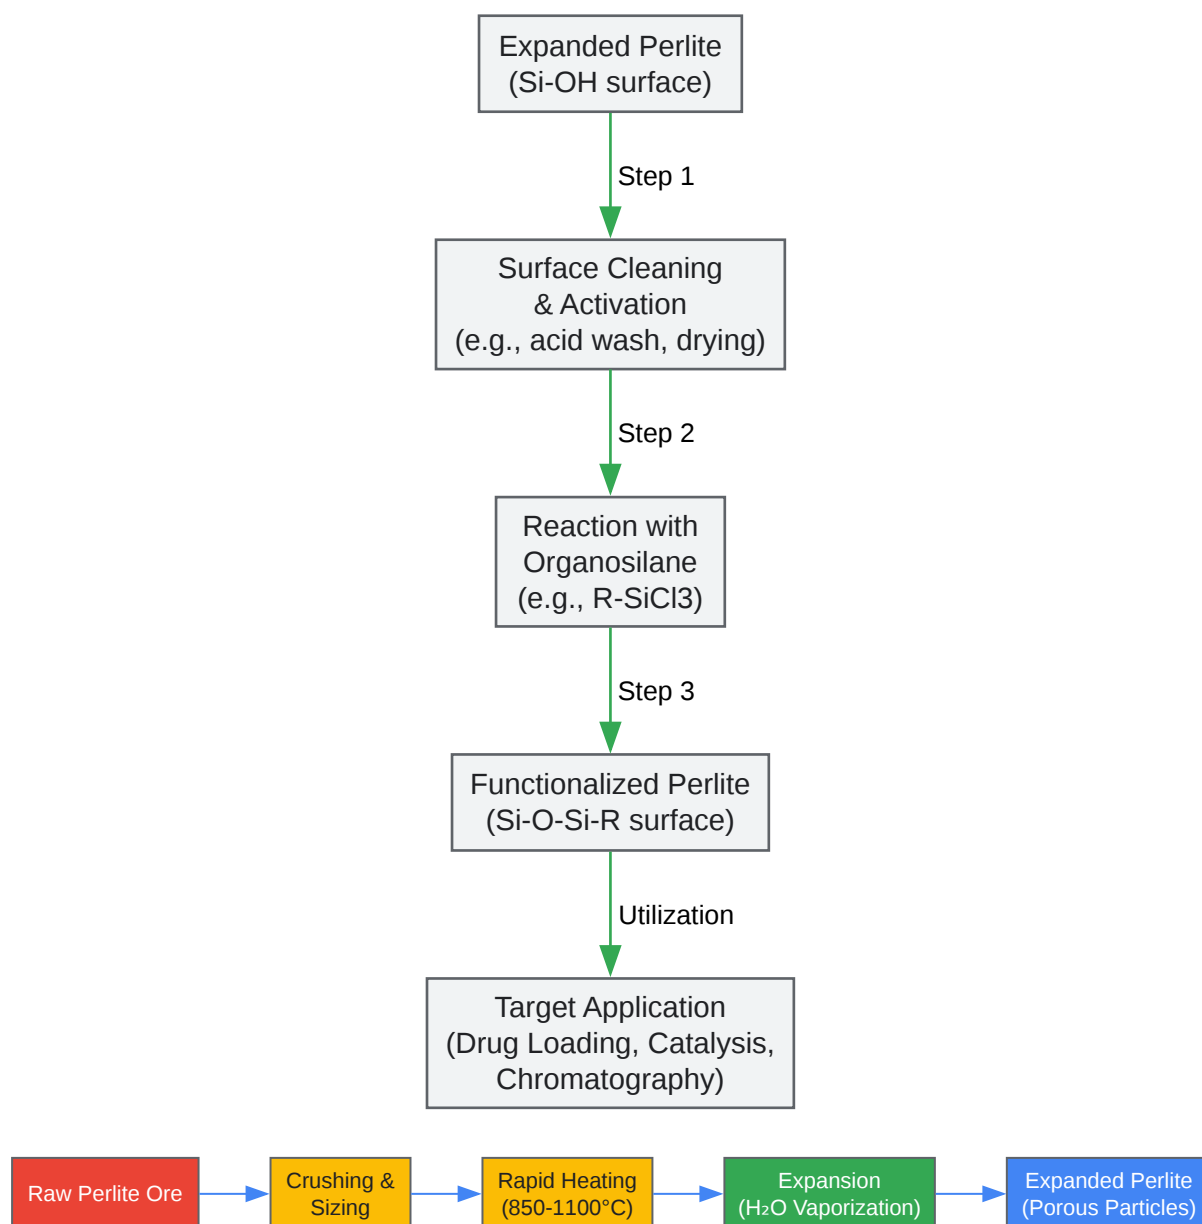 Expanded Perlite
(Si-OH surface)
Step 1
Surface Cleaning
& Activation
(e.g., acid wash, drying)
Step 2
Reaction with
Organosilane
(e.g., R-SiCl3)
Step 3
Functionalized Perlite
(Si-O-Si-R surface)
Utilization
Target Application
(Drug Loading, Catalysis,
Chromatography)
Raw Perlite Ore
Crushing &
Sizing
Rapid Heating
(850-1100°C)
Expansion
(H₂O Vaporization)
Expanded Perlite
(Porous Particles)